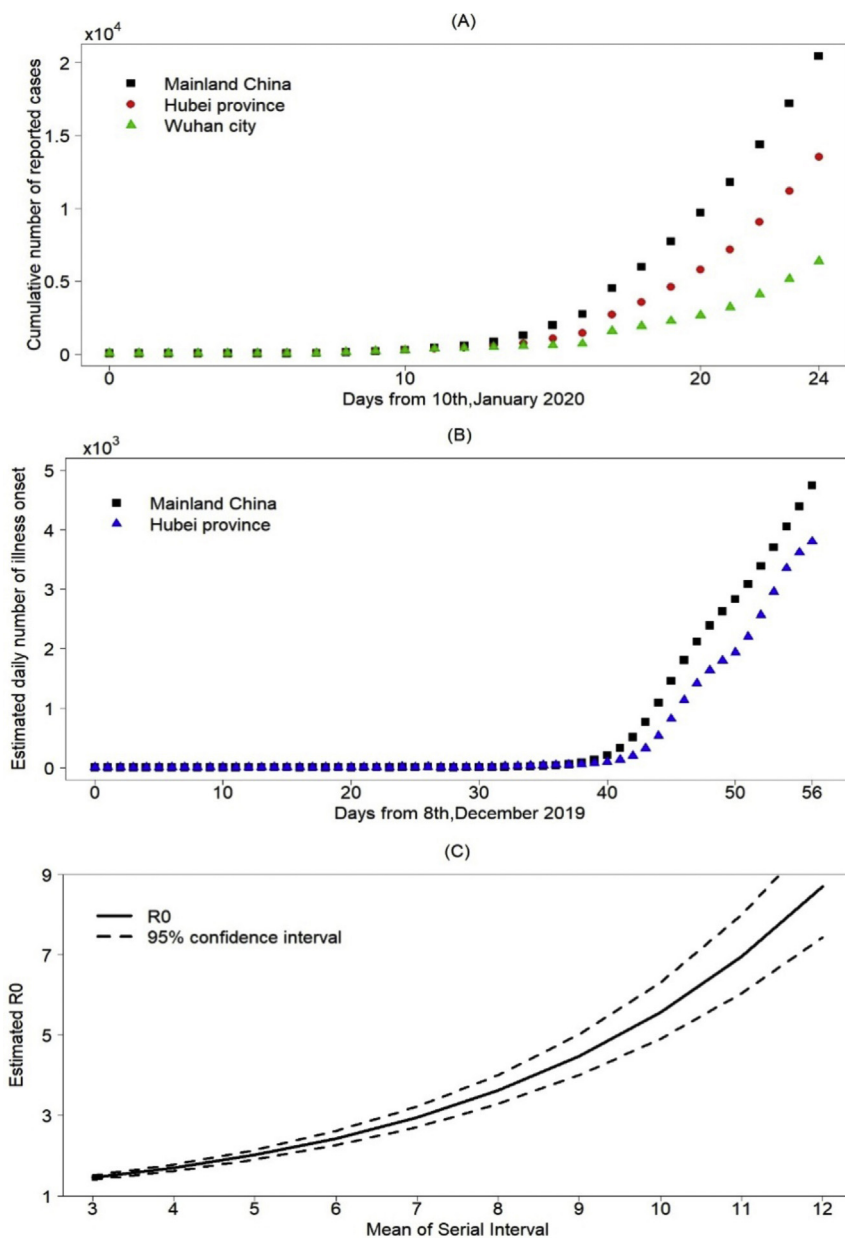 (A)
x10⁴
2
1.5
1
0.5
0
Mainland China
Hubei province
Wuhan city
Cumulative number of reported cases
0 10 20 24
Days from 10th,January 2020
(B)
x10³
5
4
3
2
1
0
Mainland China
Hubei province
Estimated daily number of illness onset
0 10 20 30 40 50 56
Days from 8th,December 2019
(C)
9
7
5
3
1
R0
95% confidence interval
Estimated R0
3 4 5 6 7 8 9 10 11 12
Mean of Serial Interval